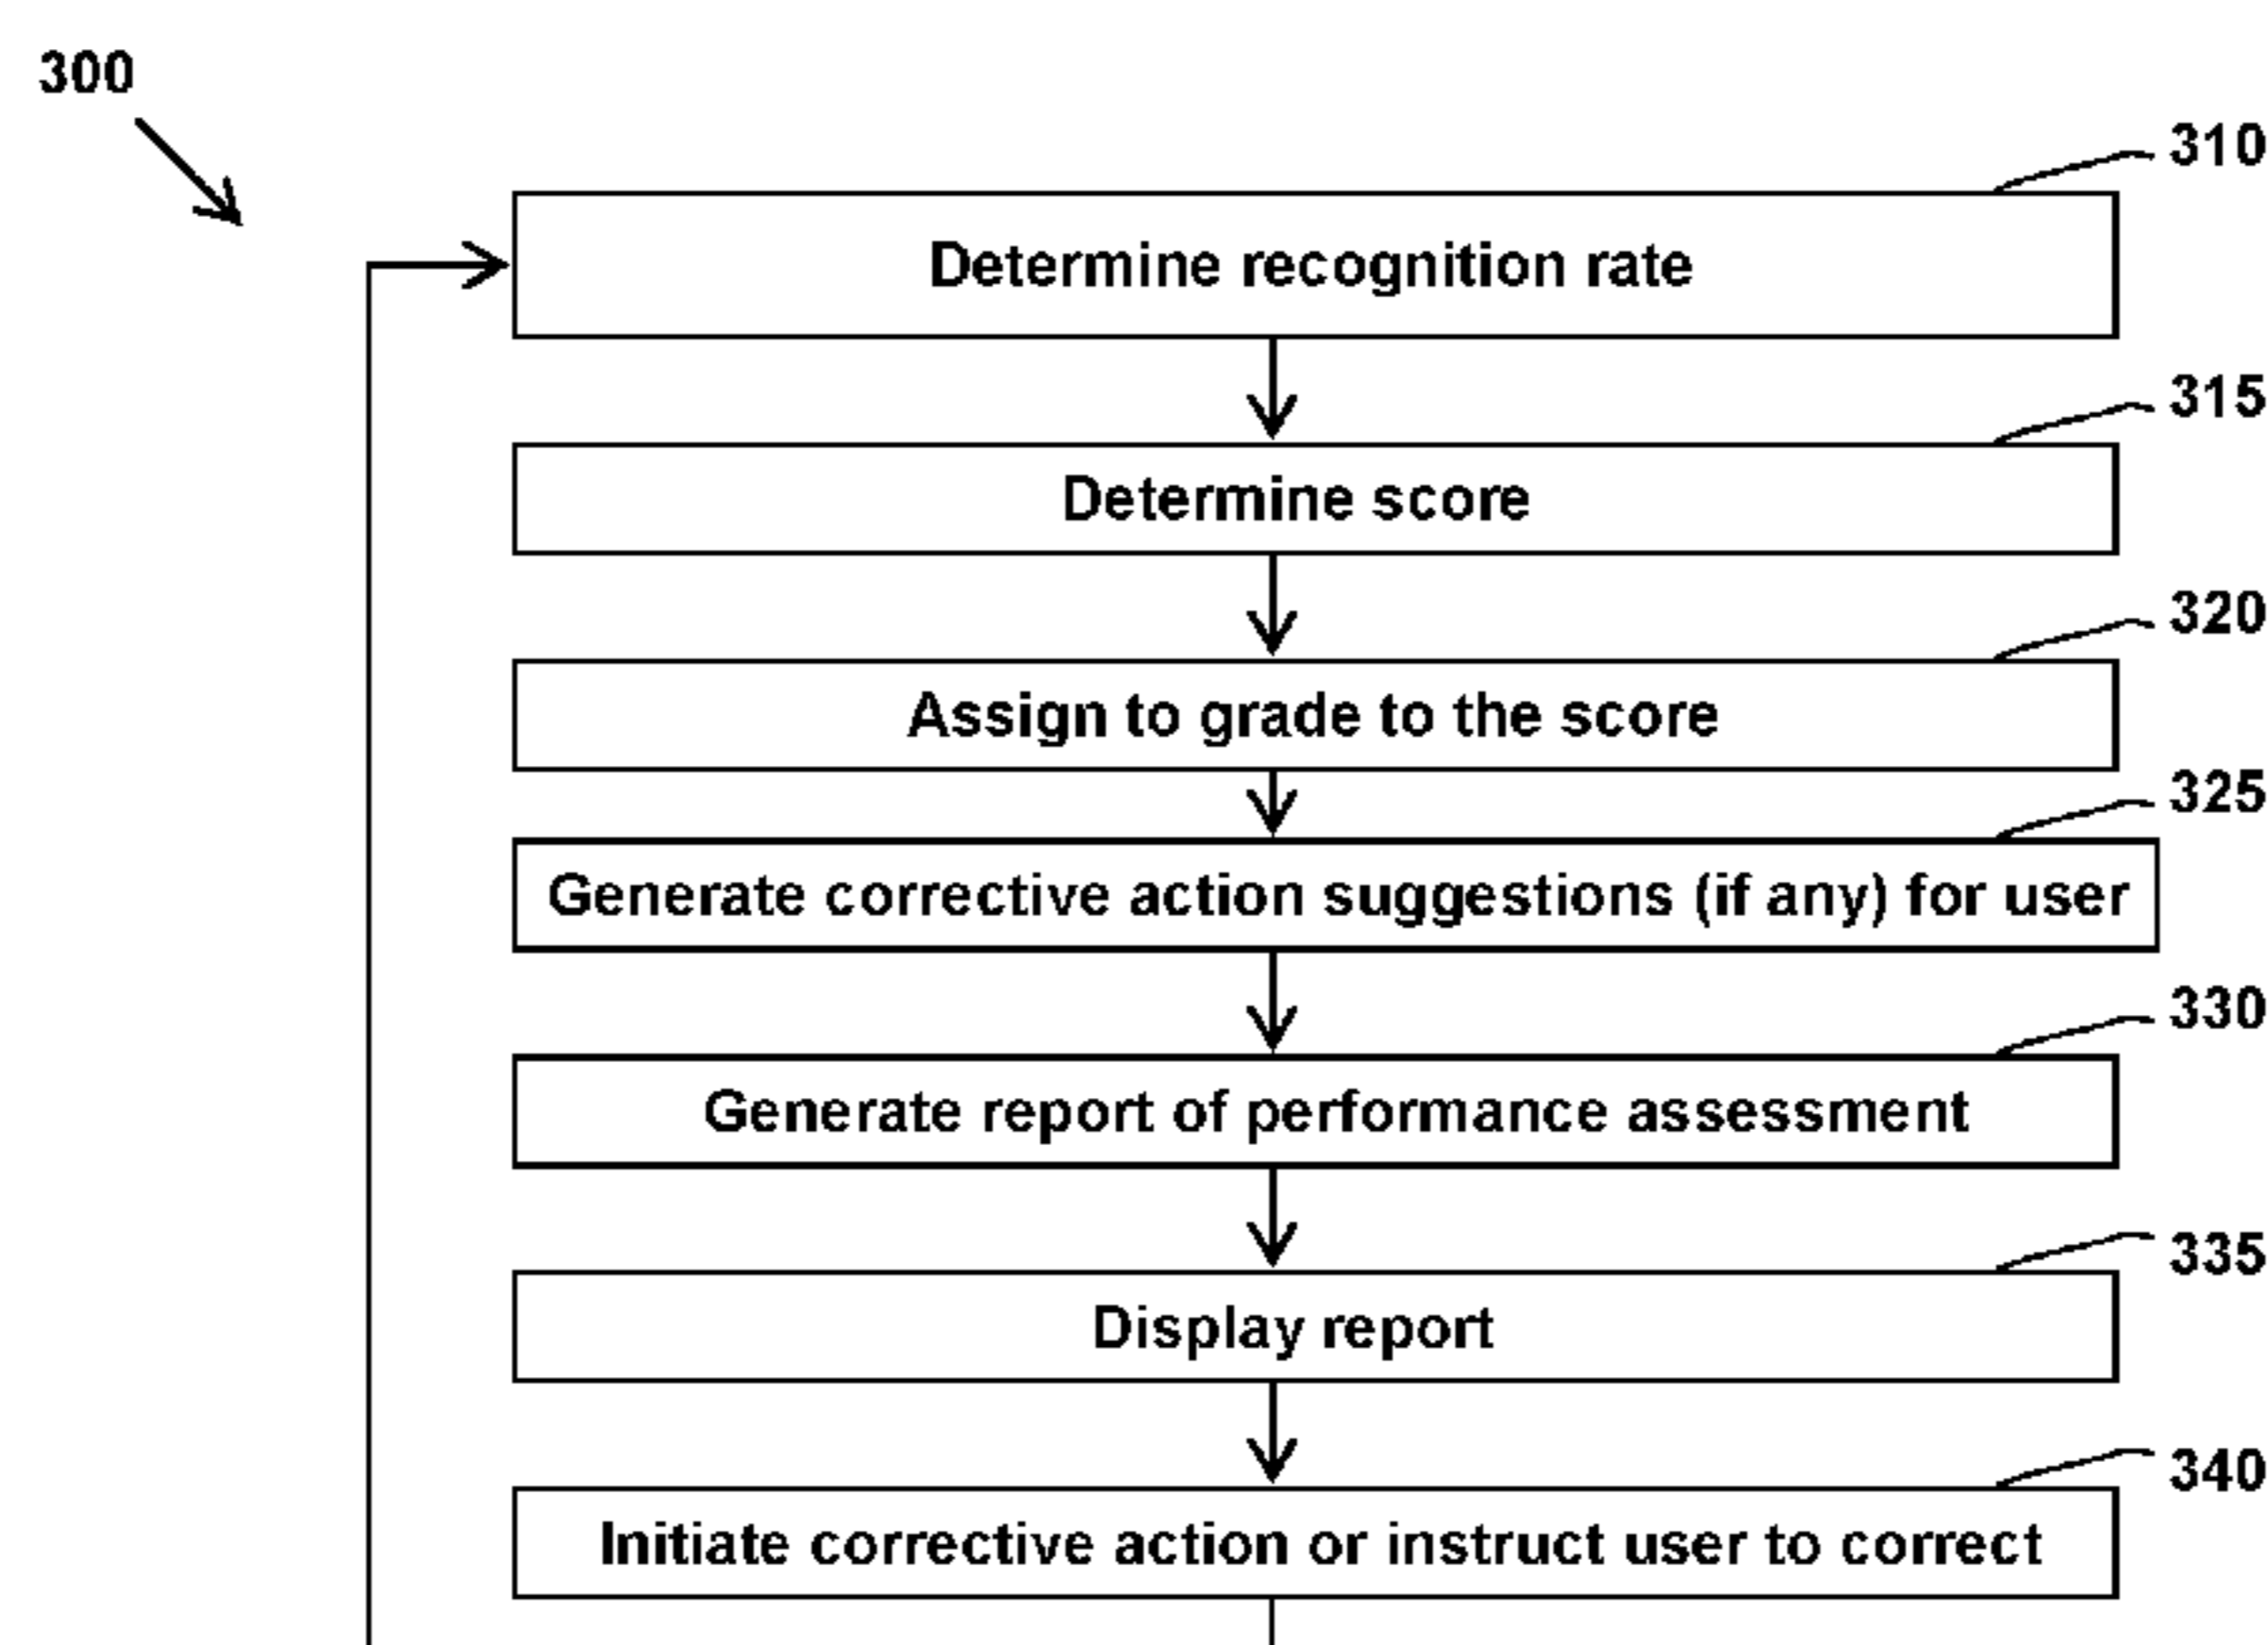 300
310
Determine recognition rate
315
Determine score
320
Assign to grade to the score
325
Generate corrective action suggestions (if any) for user
330
Generate report of performance assessment
335
Display report
340
Initiate corrective action or instruct user to correct